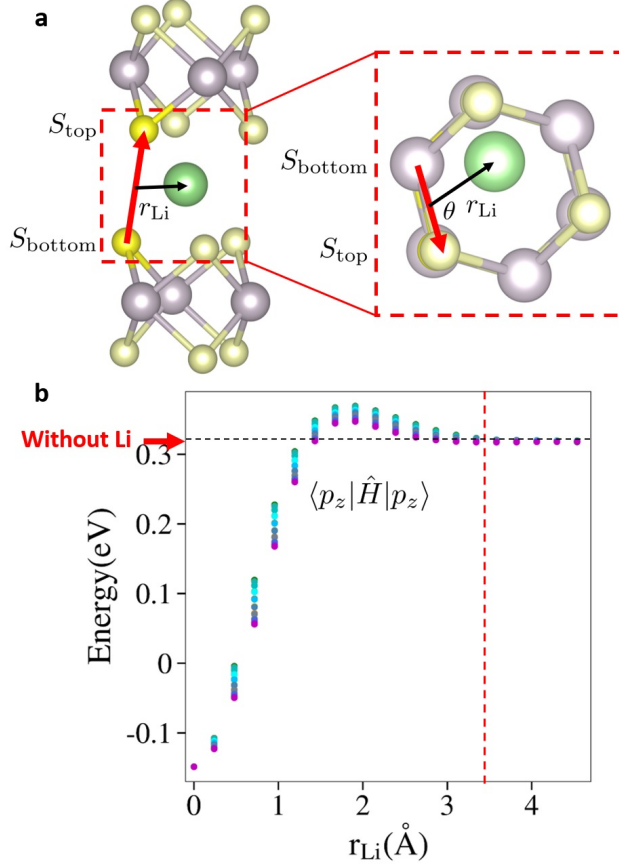 a
S_top
r_Li
S_bottom
S_bottom
θ r_Li
S_top
b
Without Li
⟨p_z|Ĥ|p_z⟩
Energy(eV)
0.3
0.2
0.1
0
-0.1
0 1 2 3 4
r_Li(Å)